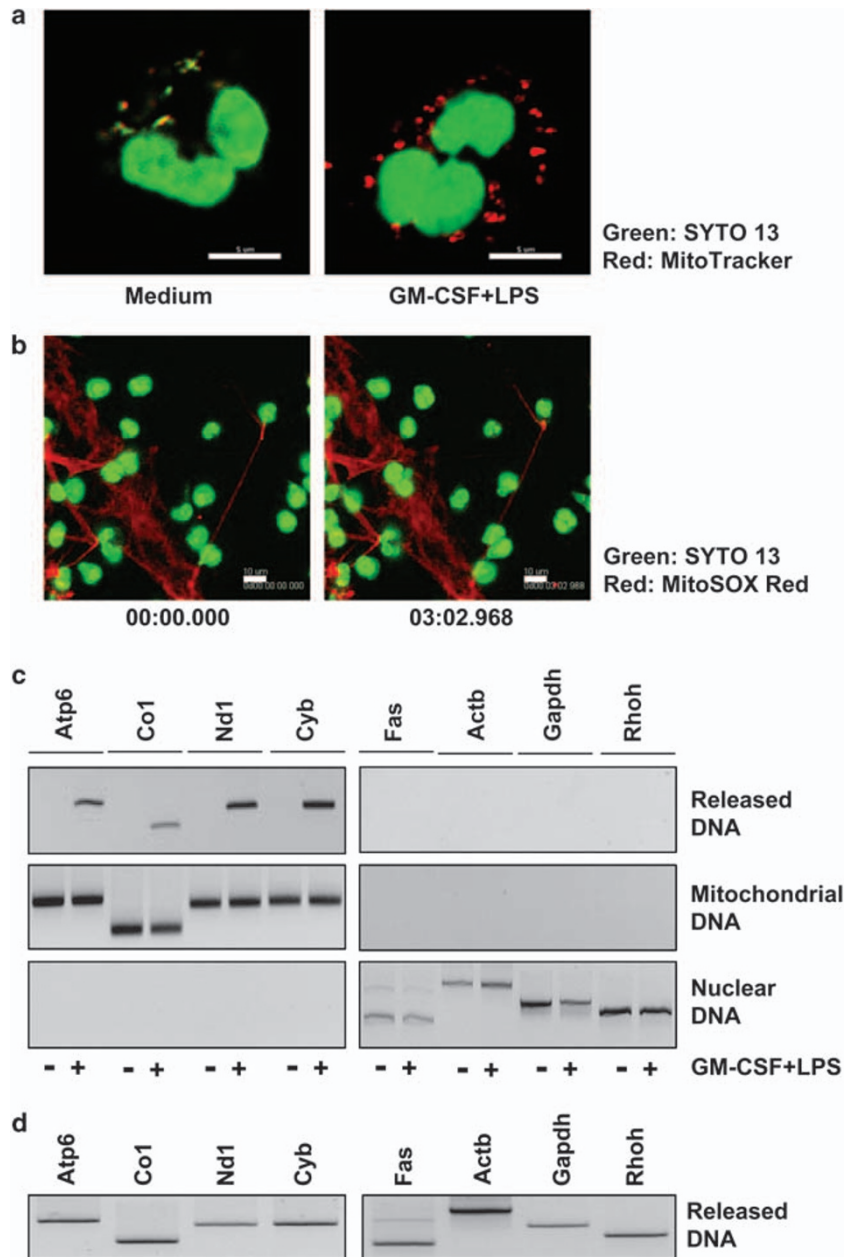 a
5 µm
5 µm
Green: SYTO 13
Red: MitoTracker
Medium
GM-CSF+LPS
b
10 um
10 um
Green: SYTO 13
Red: MitoSOX Red
00:00.000
03:02.968
c
Atp6 Co1 Nd1 Cyb Fas Actb Gapdh Rhoh
Released
DNA
Mitochondrial
DNA
Nuclear
DNA
- + - + - + - + - + - + - + - + GM-CSF+LPS
d
Atp6 Co1 Nd1 Cyb Fas Actb Gapdh Rhoh
Released
DNA